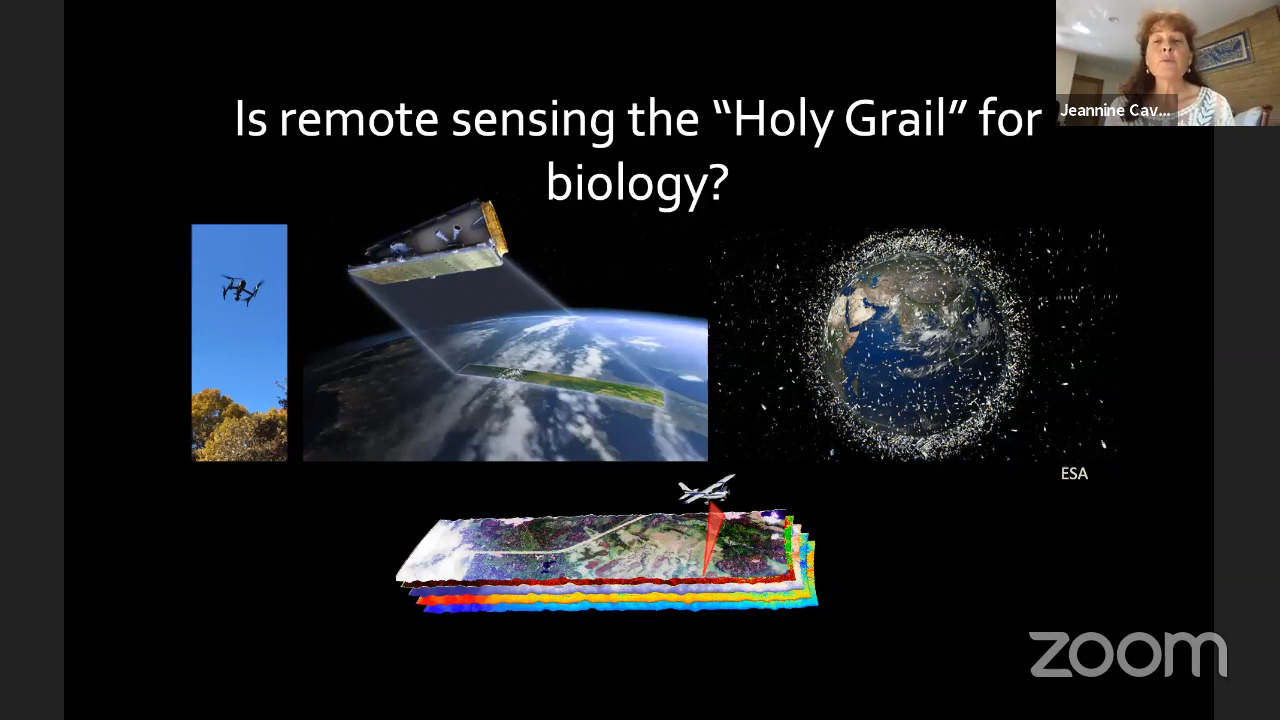 Is remote sensing the “Holy Grail” for
biology?
Jeannine Cav...
ESA
zoom